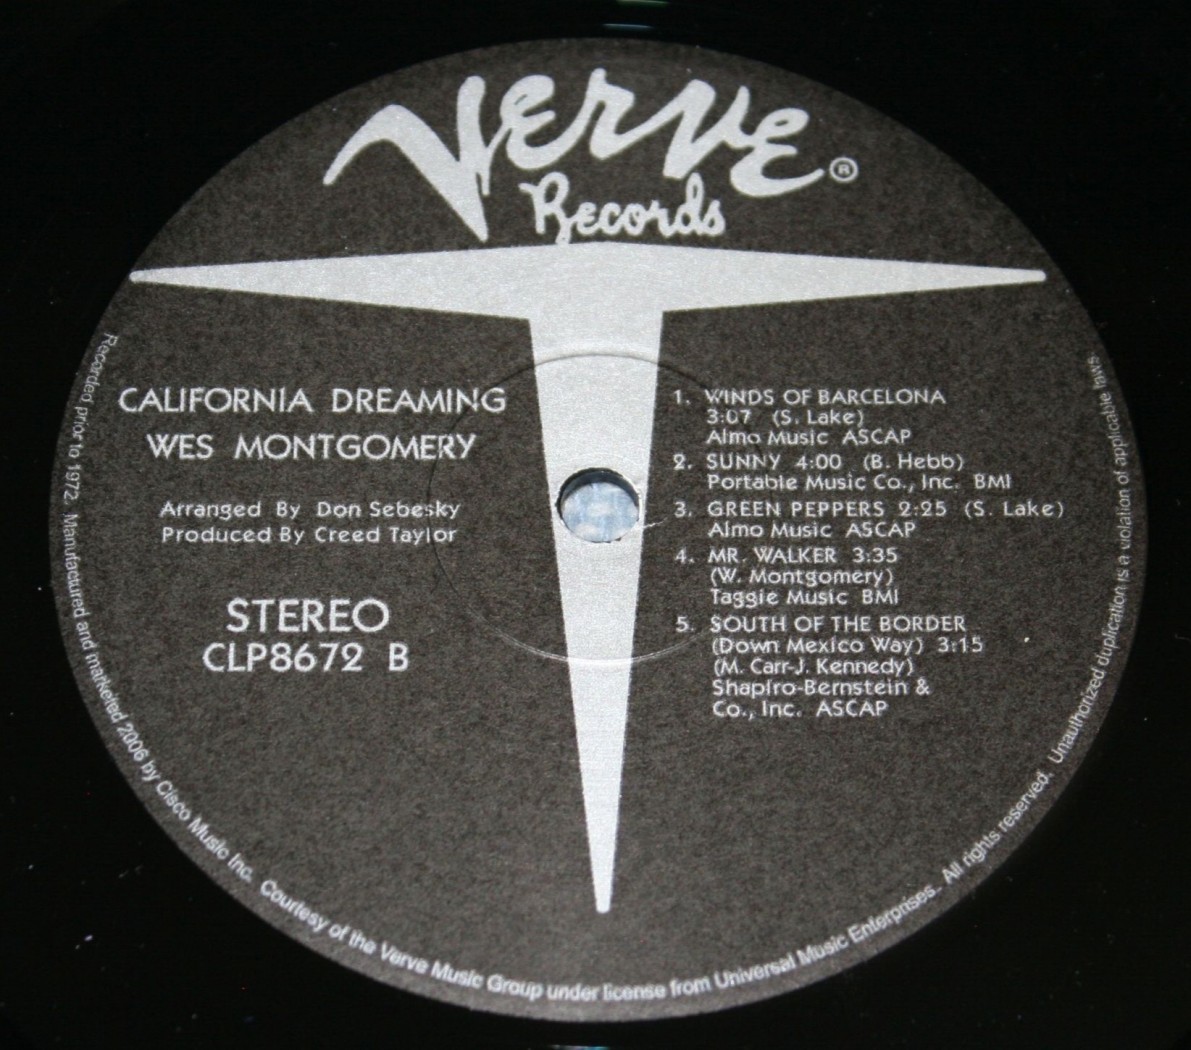 Verve ®
Records
CALIFORNIA DREAMING
WES MONTGOMERY
Arranged By Don Sebesky
Produced By Creed Taylor
STEREO
CLP8672 B
1. WINDS OF BARCELONA
3:07 (S. Lake)
Almo Music ASCAP
2. SUNNY 4:00 (B. Hebb)
Portable Music Co., Inc. BMI
3. GREEN PEPPERS 2:25 (S. Lake)
Almo Music ASCAP
4. MR. WALKER 3:35
(W. Montgomery)
Taggie Music BMI
5. SOUTH OF THE BORDER
(Down Mexico Way) 3:15
(M. Carr-J. Kennedy)
Shapiro-Bernstein &
Co., Inc. ASCAP
Recorded prior to 1972. Manufactured and marketed 2006 by Cisco Music Inc. Courtesy of the Verve Music Group under license from Universal Music Enterprises. All rights reserved. Unauthorized duplication is a violation of applicable laws.